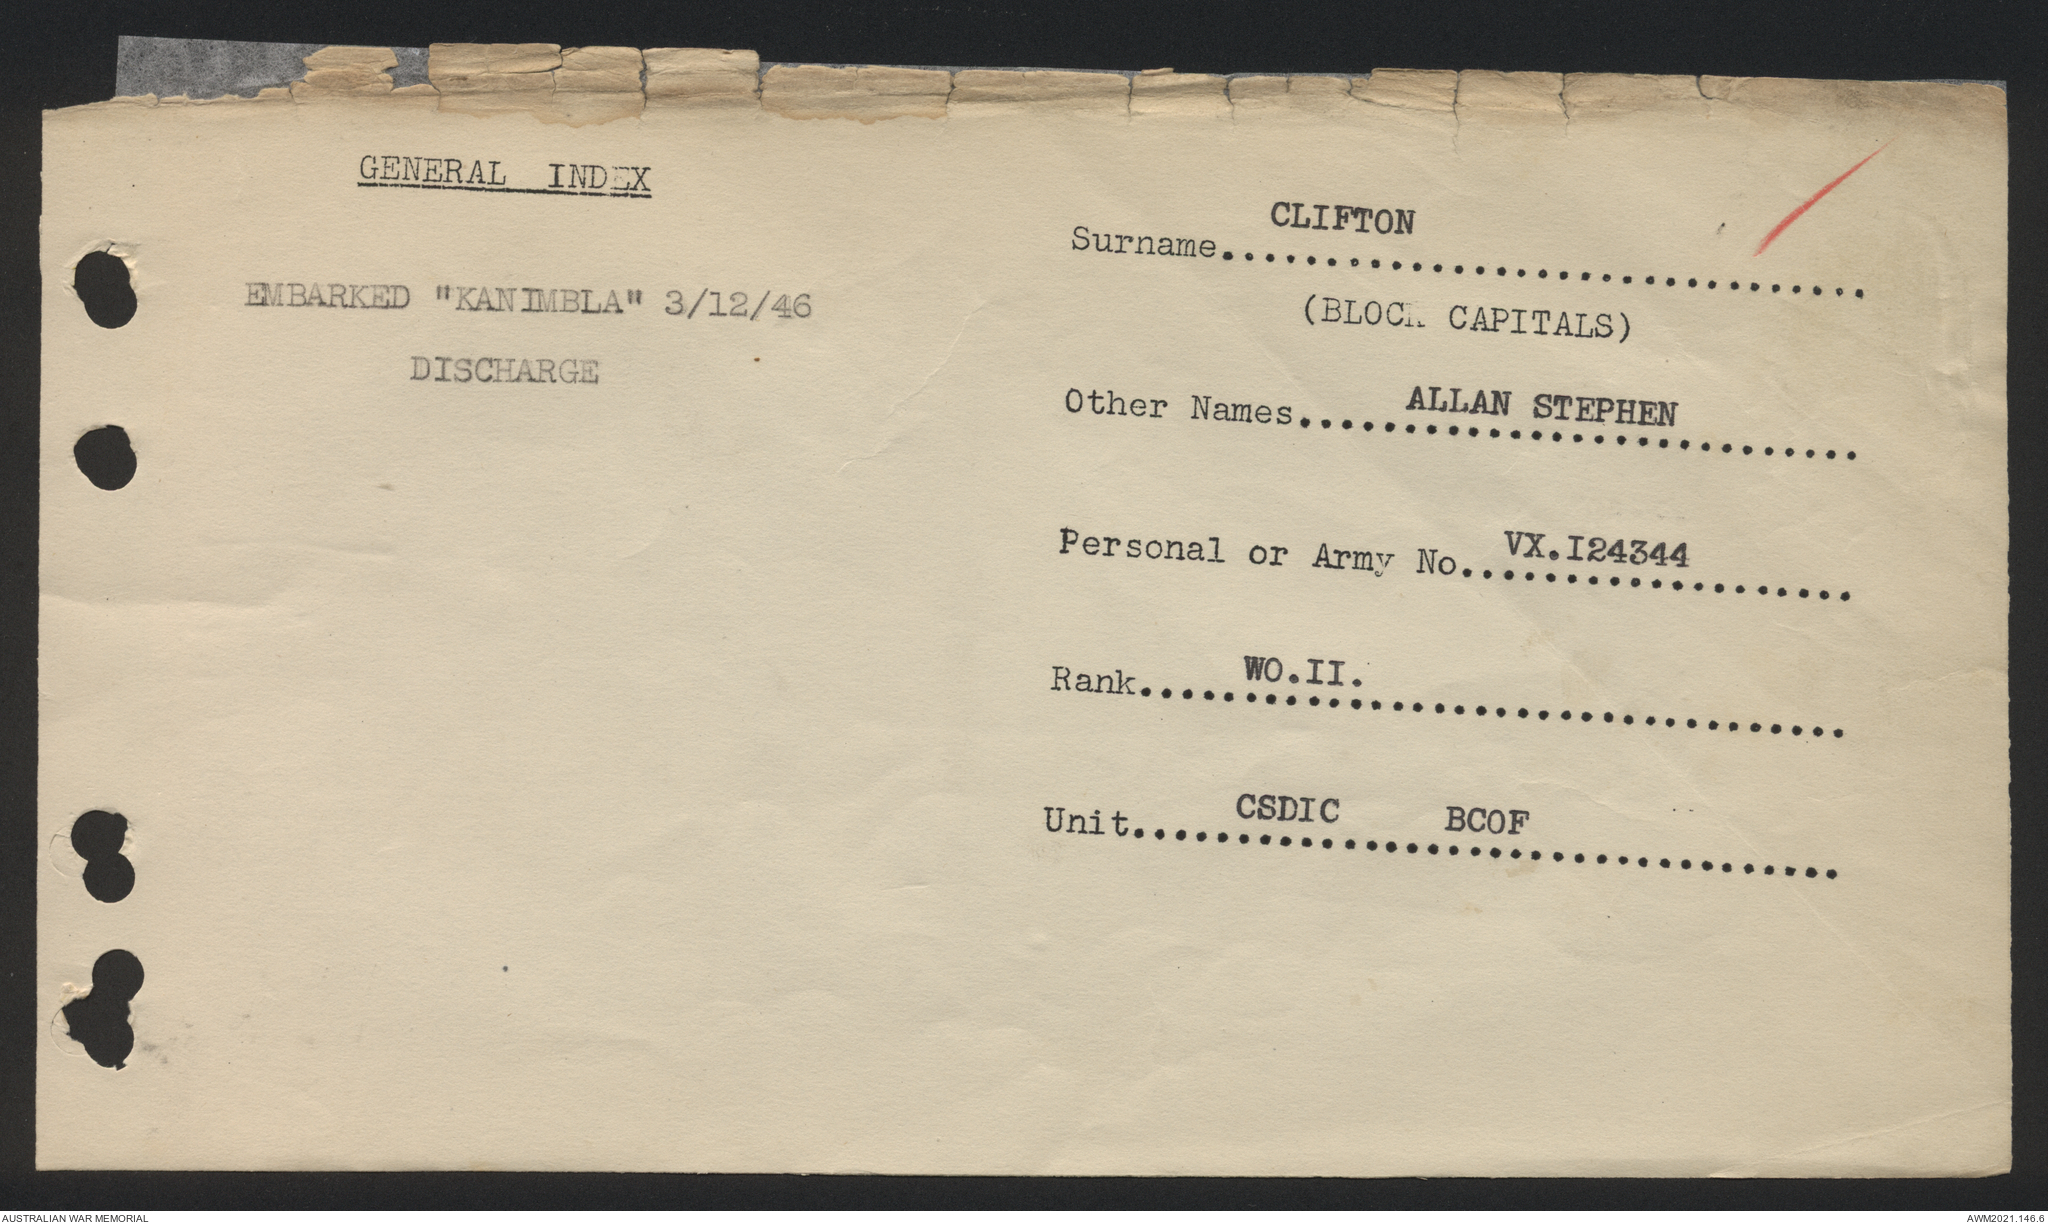 GENERAL INDEX
EMBARKED "KANIMBLA" 3/12/46
DISCHARGE
CLIFTON
Surname..............................
(BLOCK CAPITALS)
Other Names ALLAN STEPHEN
Personal or Army No. VX.I24344
Rank WO.II.
Unit CSDIC BCOF
AUSTRALIAN WAR MEMORIAL
AWM2021.146.6